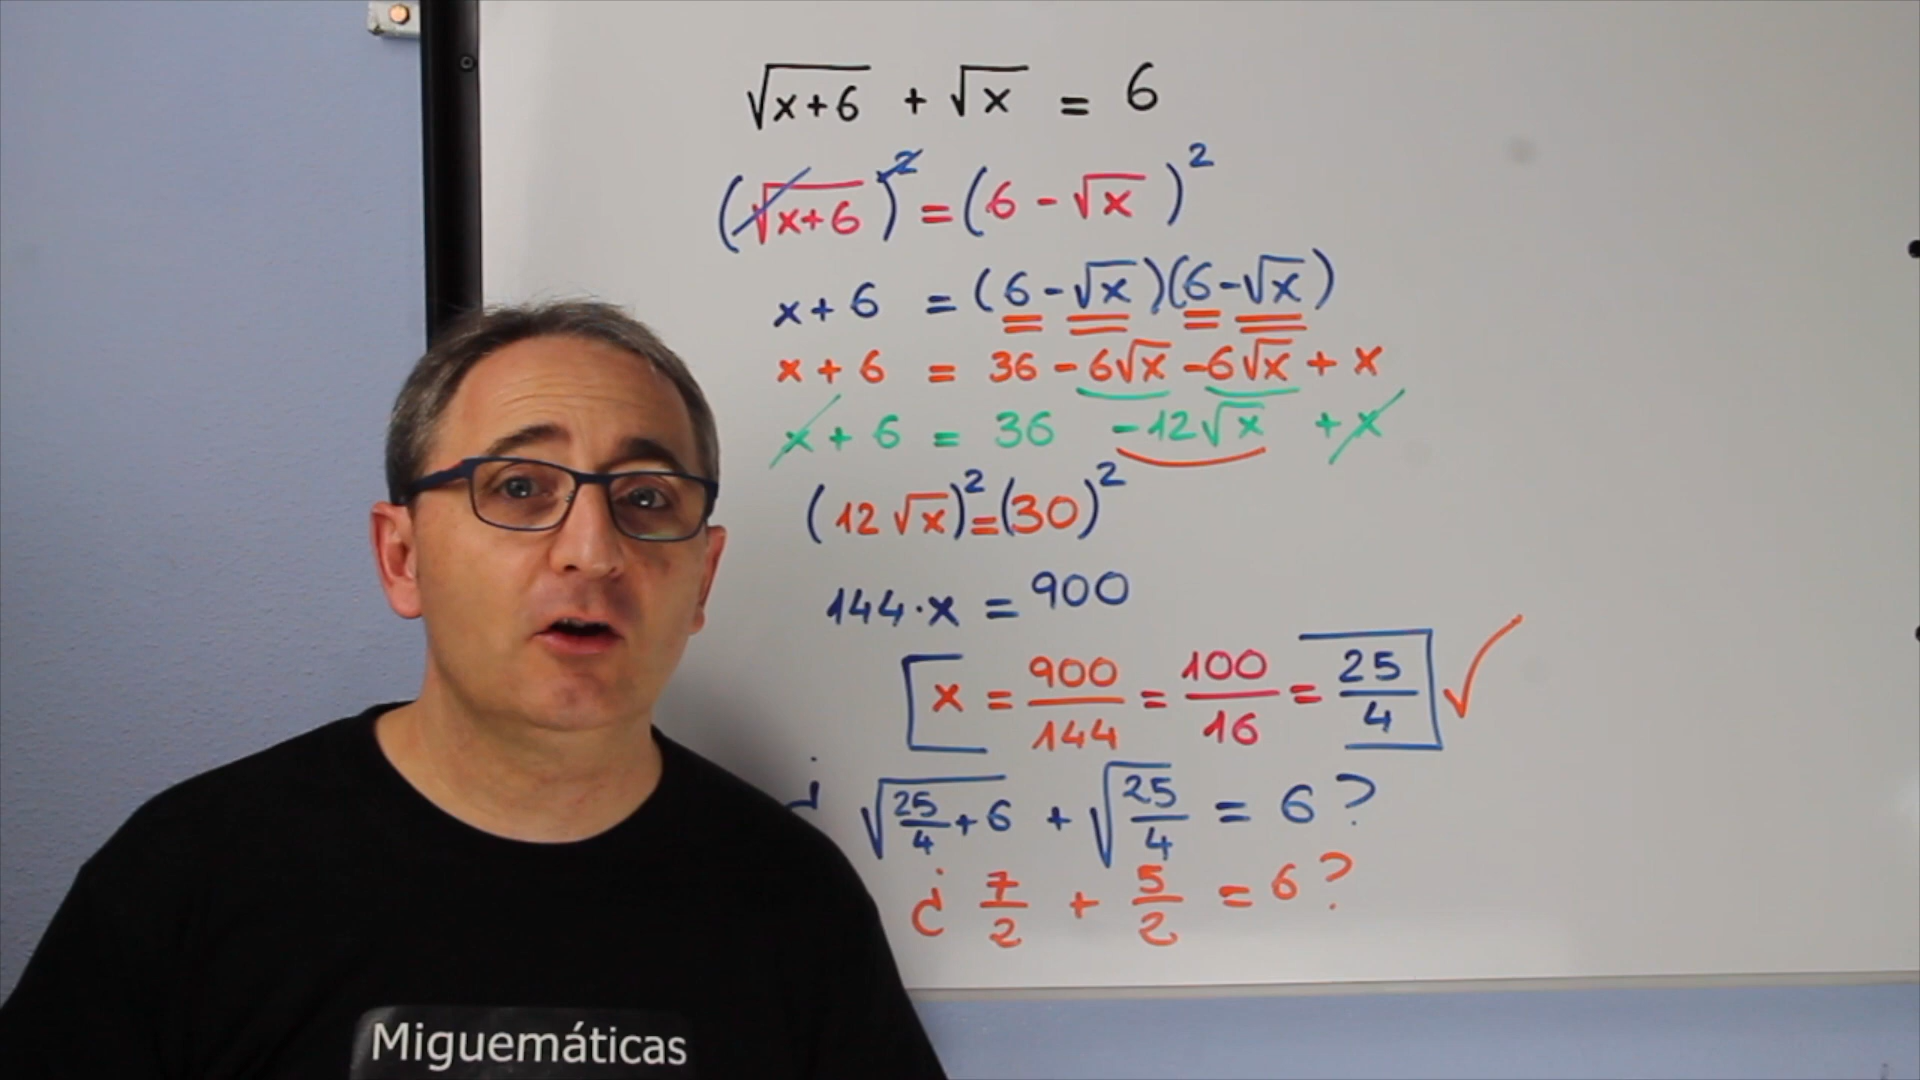 √(x+6) + √x = 6
(√(x+6))² = (6 - √x)²
x + 6 = (6 - √x)(6 - √x)
x + 6 = 36 - 6√x - 6√x + x
x + 6 = 36 - 12√x + x
(12√x)² = (30)²
144·x = 900
x = 900/144 = 100/16 = 25/4 ✓
¿ √(25/4 + 6) + √(25/4) = 6 ?
¿ 7/2 + 5/2 = 6 ?
Miguemáticas